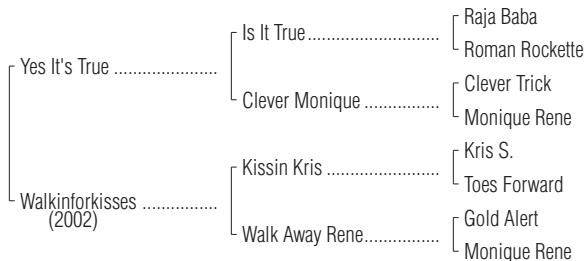 Raja Baba
Is It True
Roman Rockette
Yes It's True
Clever Trick
Clever Monique
Monique Rene
Kris S.
Kissin Kris
Toes Forward
Walkinforkisses
(2002)
Gold Alert
Walk Away Rene
Monique Rene